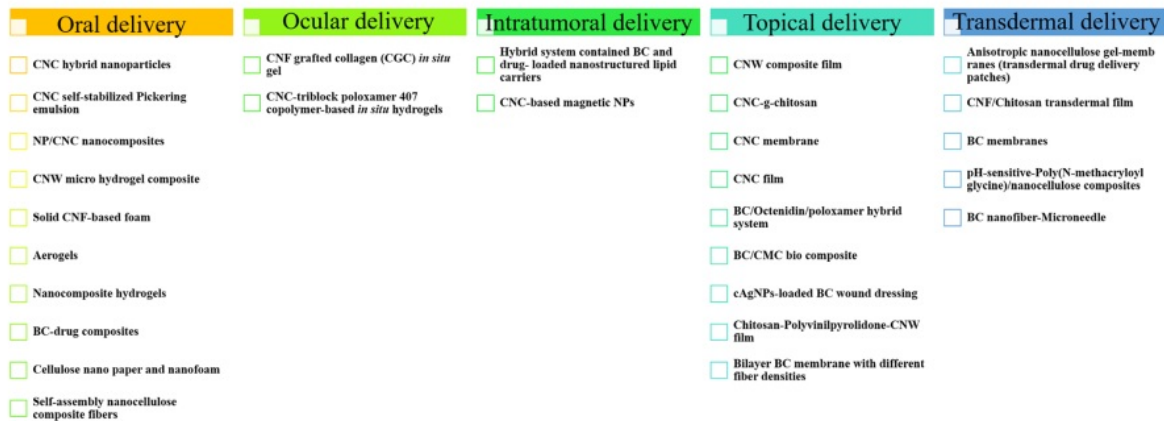 Oral delivery
CNC hybrid nanoparticles
CNC self-stabilized Pickering
emulsion
NP/CNC nanocomposites
CNW micro hydrogel composite
Solid CNF-based foam
Aerogels
Nanocomposite hydrogels
BC-drug composites
Cellulose nano paper and nanofoam
Self-assembly nanocellulose
composite fibers
Ocular delivery
CNF grafted collagen (CGC) in situ
gel
CNC-triblock poloxamer 407
copolymer-based in situ hydrogels
Intratumoral delivery
Hybrid system contained BC and
drug- loaded nanostructured lipid
carriers
CNC-based magnetic NPs
Topical delivery
CNW composite film
CNC-g-chitosan
CNC membrane
CNC film
BC/Octenidin/poloxamer hybrid
system
BC/CMC bio composite
cAgNPs-loaded BC wound dressing
Chitosan-Polyvinilpyrolidone-CNW
film
Bilayer BC membrane with different
fiber densities
Transdermal delivery
Anisotropic nanocellulose gel-memb
ranes (transdermal drug delivery
patches)
CNF/Chitosan transdermal film
BC membranes
pH-sensitive-Poly(N-methacryloyl
glycine)/nanocellulose composites
BC nanofiber-Microneedle